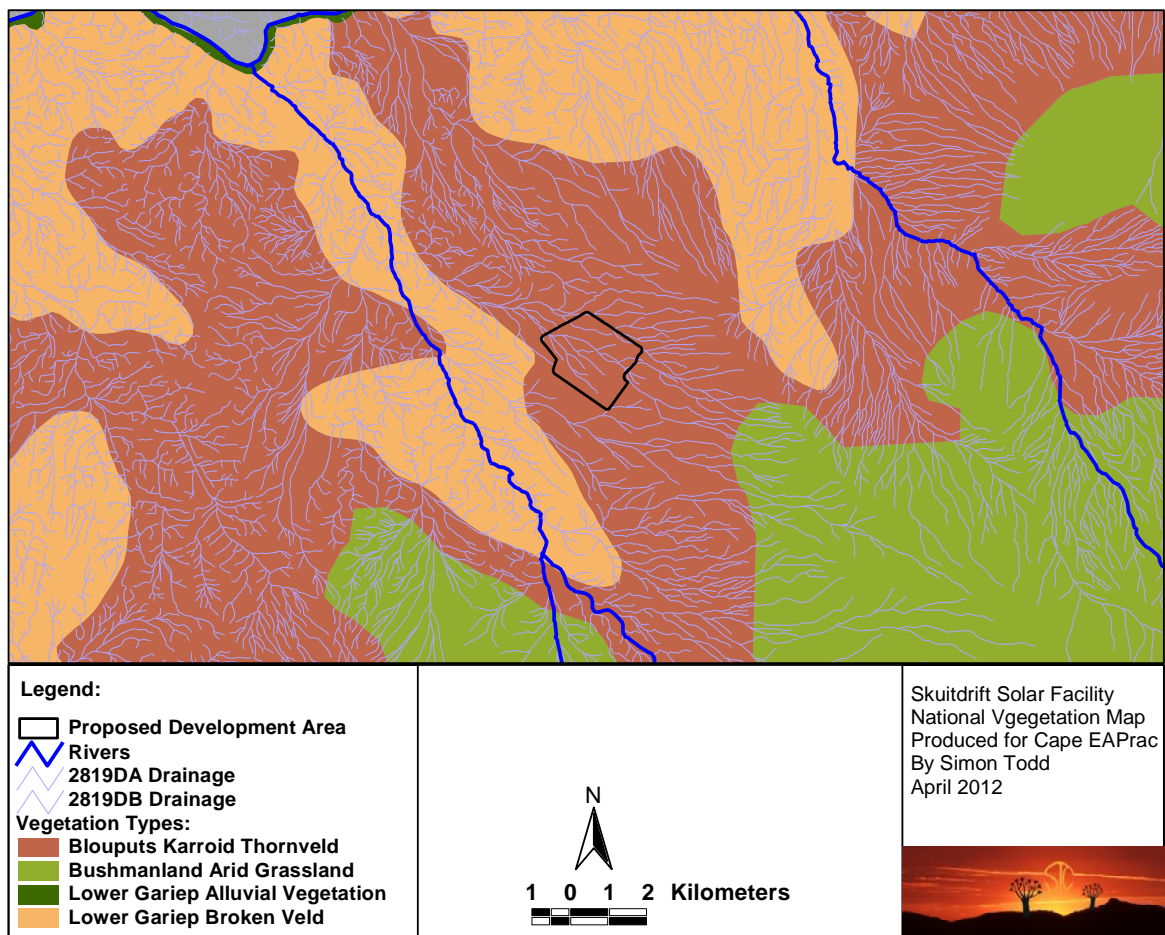 Legend:
Proposed Development Area
Rivers
2819DA Drainage
2819DB Drainage
Vegetation Types:
Blouputs Karroid Thornveld
Bushmanland Arid Grassland
Lower Gariep Alluvial Vegetation
Lower Gariep Broken Veld
N
1 0 1 2 Kilometers
Skuitdrift Solar Facility
National Vgegetation Map
Produced for Cape EAPrac
By Simon Todd
April 2012